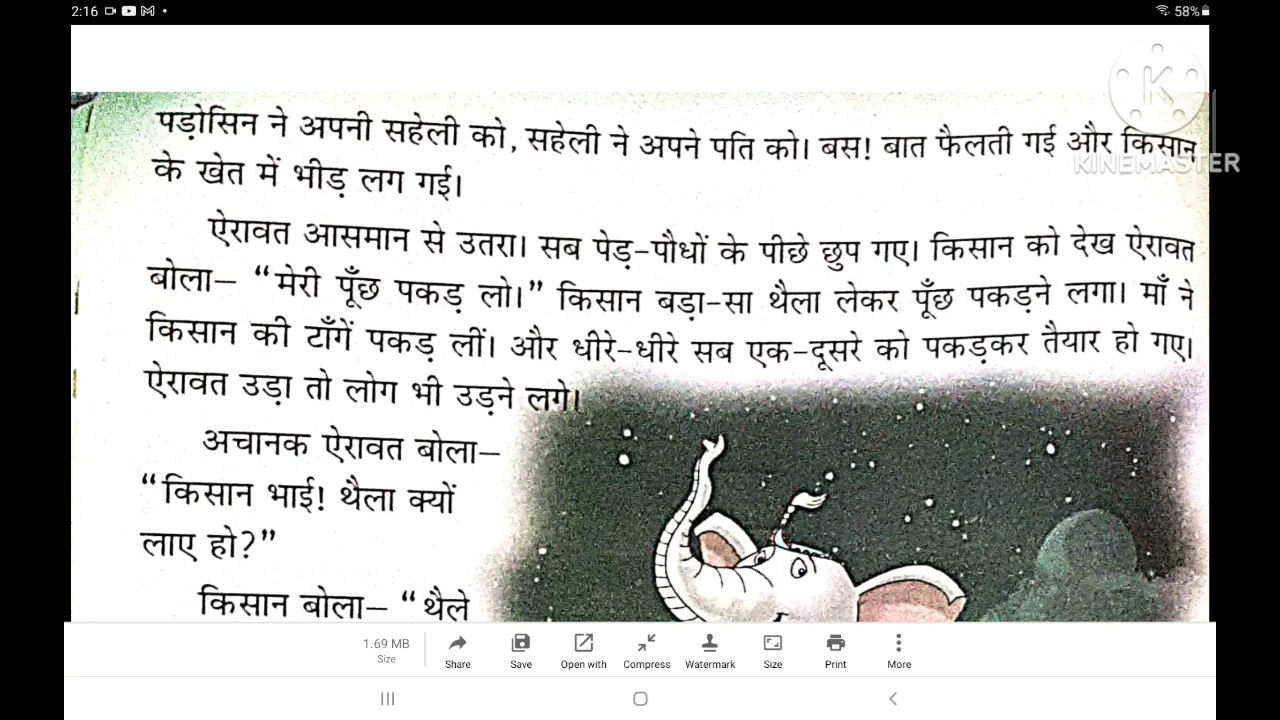 2:16
58%
पड़ोसिन ने अपनी सहेली को, सहेली ने अपने पति को। बस! बात फैलती गई और किसान
KINEMASTER
के खेत में भीड़ लग गई।
ऐरावत आसमान से उतरा। सब पेड़-पौधों के पीछे छुप गए। किसान को देख ऐरावत
बोला– “मेरी पूँछ पकड़ लो।” किसान बड़ा-सा थैला लेकर पूँछ पकड़ने लगा। माँ ने
किसान की टाँगें पकड़ लीं। और धीरे-धीरे सब एक-दूसरे को पकड़कर तैयार हो गए।
ऐरावत उड़ा तो लोग भी उड़ने लगे।
अचानक ऐरावत बोला–
“किसान भाई! थैला क्यों
लाए हो?”
किसान बोला– “थैले
1.69 MB
Size
Share
Save
Open with
Compress
Watermark
Size
Print
More